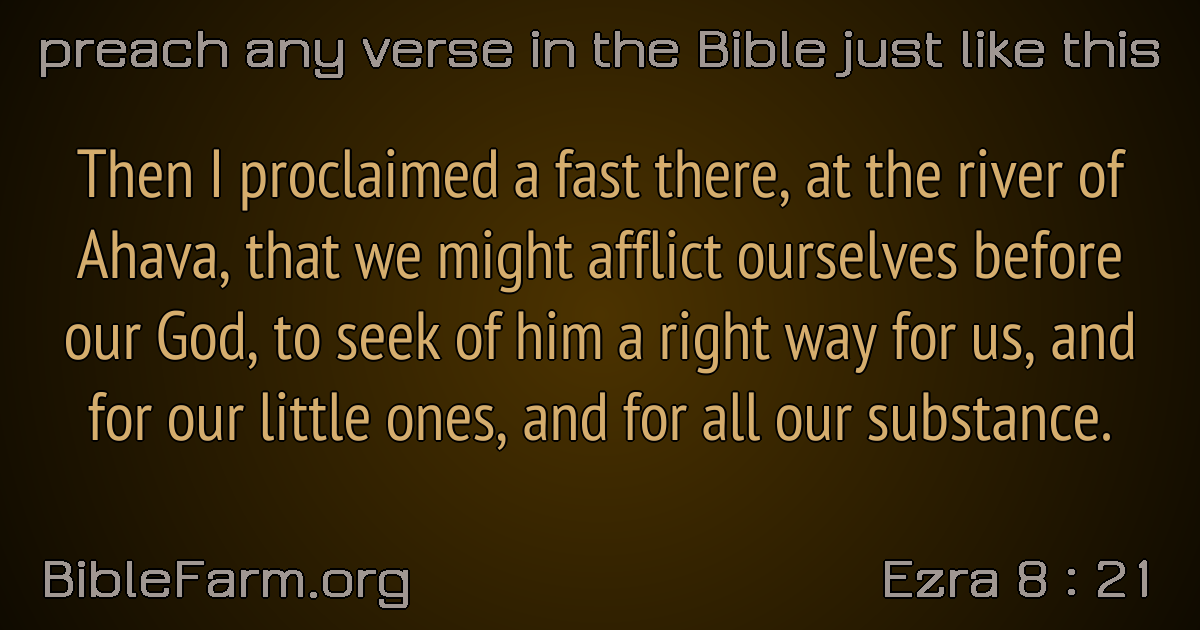 preach any verse in the Bible just like this
Then I proclaimed a fast there, at the river of
Ahava, that we might afflict ourselves before
our God, to seek of him a right way for us, and
for our little ones, and for all our substance.
BibleFarm.org
Ezra 8 : 21